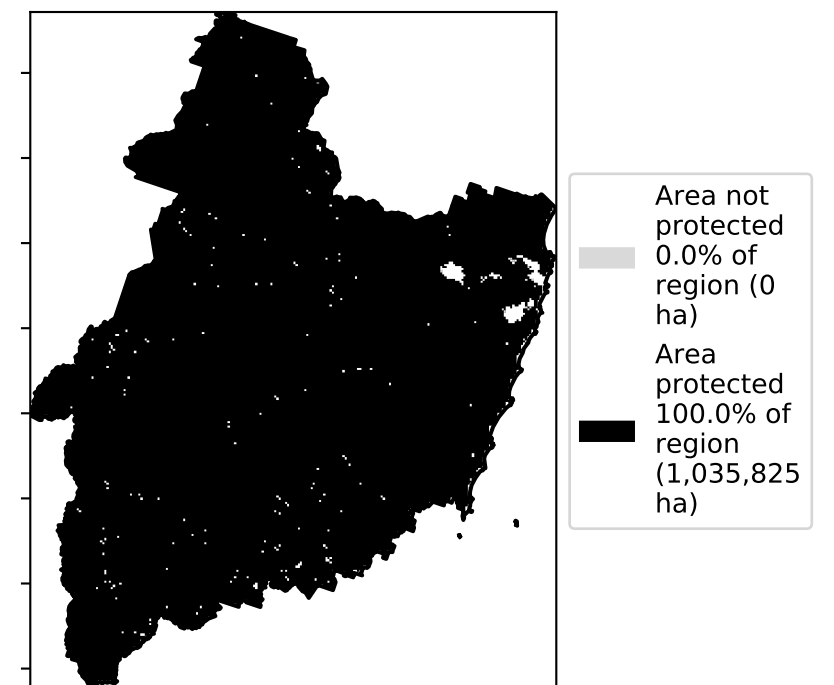 Area not
protected
0.0% of
region (0
ha)
Area
protected
100.0% of
region
(1,035,825
ha)